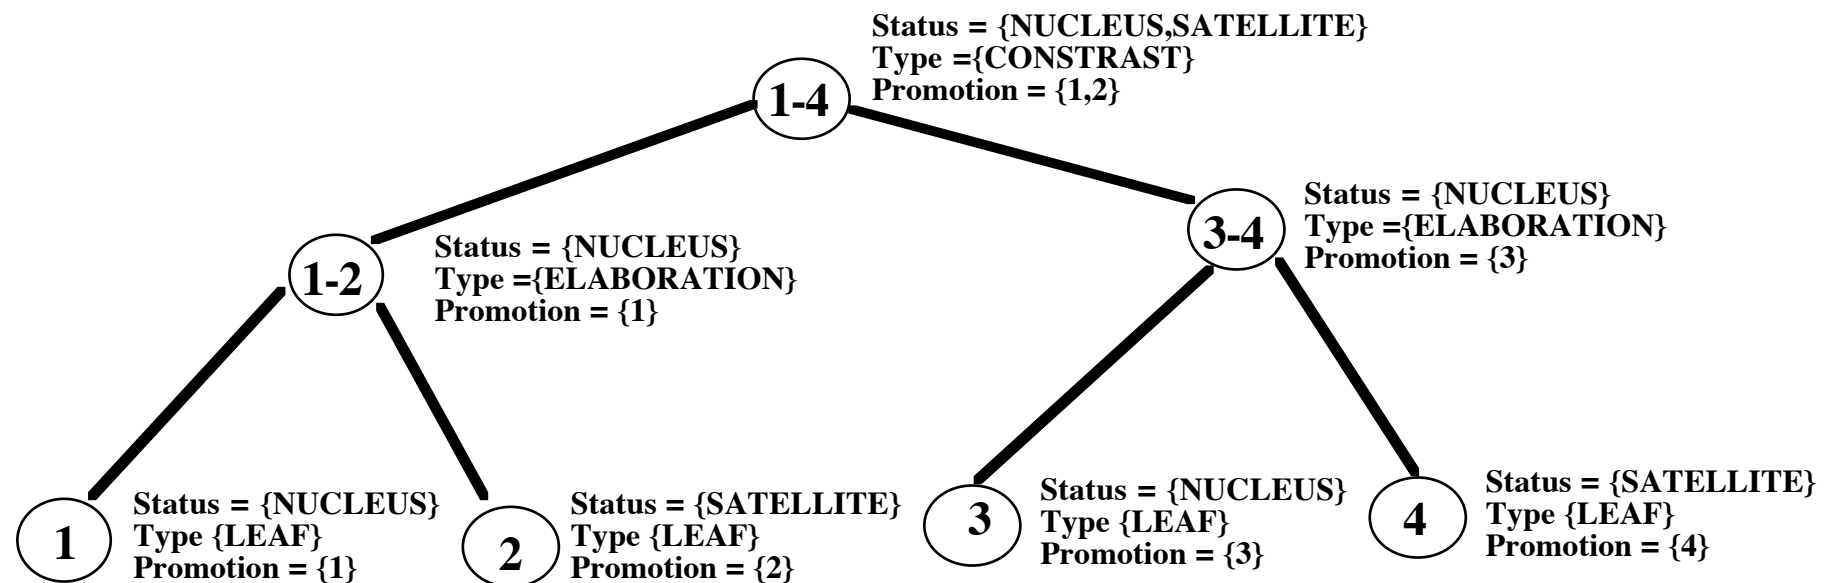 Status = {NUCLEUS,SATELLITE}
Type ={CONSTRAST}
Promotion = {1,2}
1-4
Status = {NUCLEUS}
Type ={ELABORATION}
Promotion = {3}
3-4
Status = {NUCLEUS}
Type ={ELABORATION}
Promotion = {1}
1-2
1
Status = {NUCLEUS}
Type {LEAF}
Promotion = {1}
2
Status = {SATELLITE}
Type {LEAF}
Promotion = {2}
3
Status = {NUCLEUS}
Type {LEAF}
Promotion = {3}
4
Status = {SATELLITE}
Type {LEAF}
Promotion = {4}